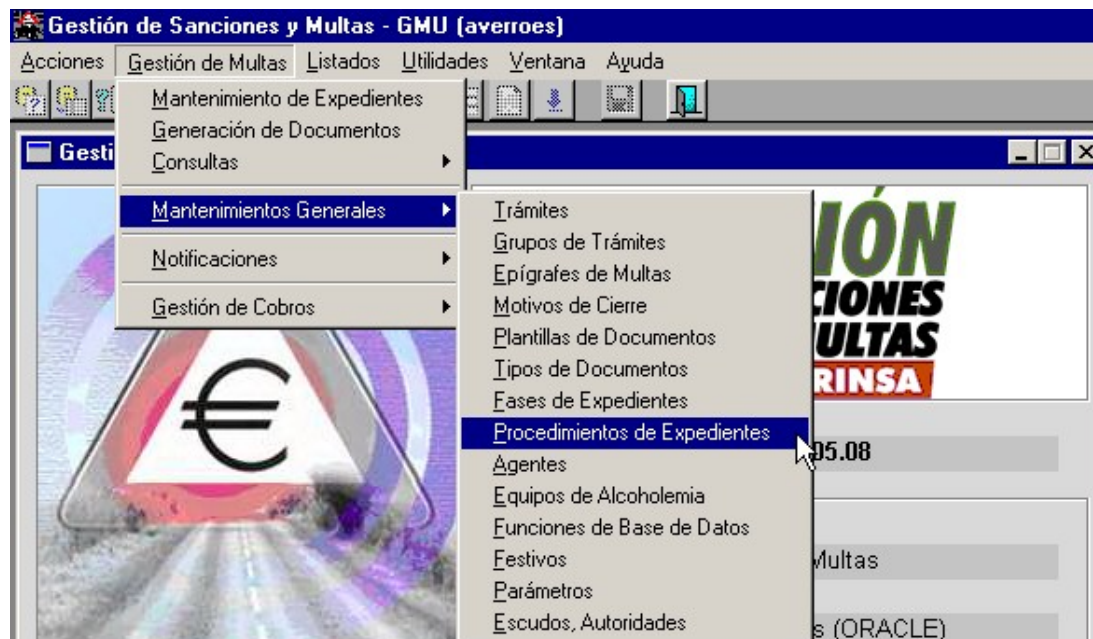 Gestión de Sanciones y Multas - GMU (averroes)
Acciones Gestión de Multas Listados Utilidades Ventana Ayuda
Mantenimiento de Expedientes
Generación de Documentos
Consultas
Mantenimientos Generales
Notificaciones
Gestión de Cobros
Gesti
Trámites
Grupos de Trámites
Epígrafes de Multas
Motivos de Cierre
Plantillas de Documentos
Tipos de Documentos
Fases de Expedientes
Procedimientos de Expedientes
Agentes
Equipos de Alcoholemia
Funciones de Base de Datos
Festivos
Parámetros
Escudos, Autoridades
IÓN
CIONES
ULTAS
RINSA
05.08
Multas
s (ORACLE)
€